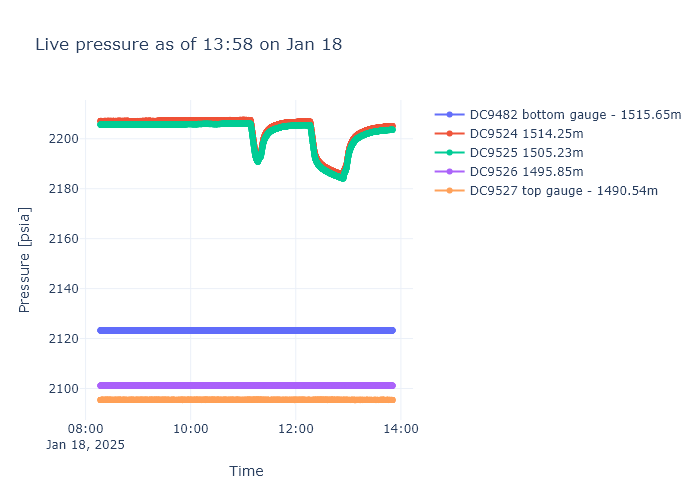 Live pressure as of 13:58 on Jan 18
DC9482 bottom gauge - 1515.65m
DC9524 1514.25m
DC9525 1505.23m
DC9526 1495.85m
DC9527 top gauge - 1490.54m
Pressure [psia]
2200
2180
2160
2140
2120
2100
08:00
10:00
12:00
14:00
Jan 18, 2025
Time